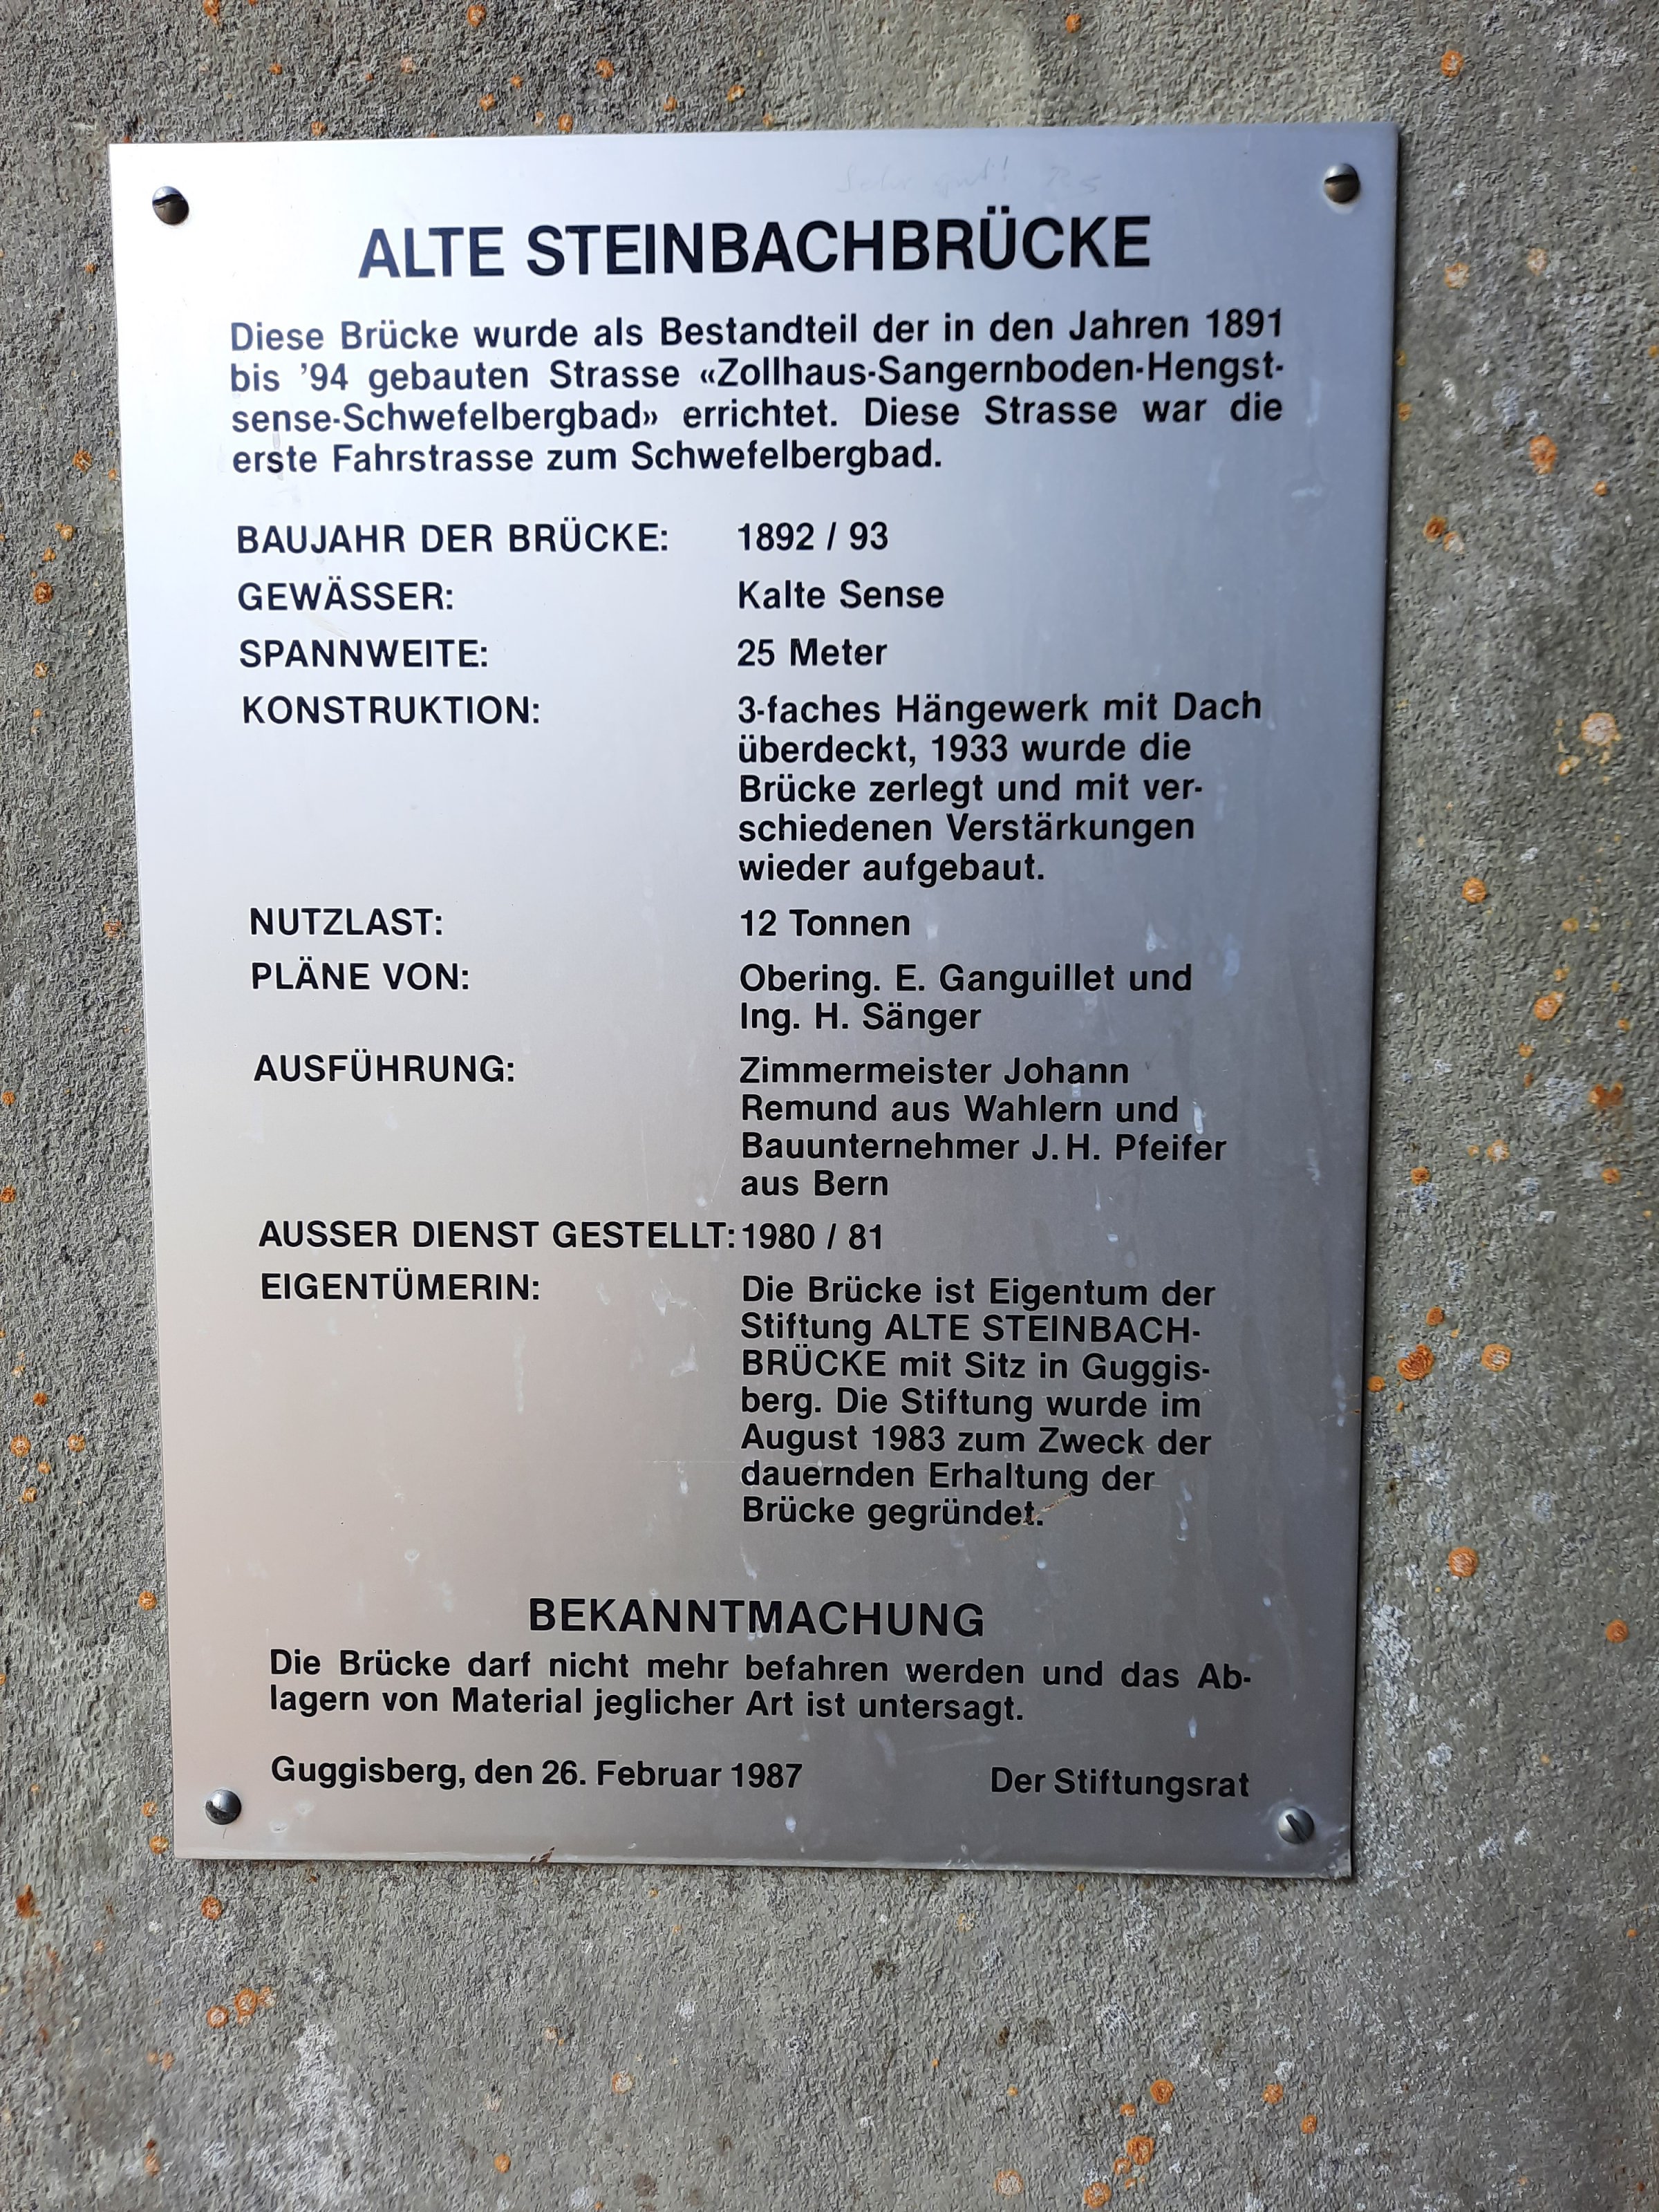 Sehr gut!
ALTE STEINBACHBRÜCKE
Diese Brücke wurde als Bestandteil der in den Jahren 1891
bis ’94 gebauten Strasse «Zollhaus-Sangernboden-Hengst-
sense-Schwefelbergbad» errichtet. Diese Strasse war die
erste Fahrstrasse zum Schwefelbergbad.
BAUJAHR DER BRÜCKE: 1892 / 93
GEWÄSSER: Kalte Sense
SPANNWEITE: 25 Meter
KONSTRUKTION: 3-faches Hängewerk mit Dach
überdeckt, 1933 wurde die
Brücke zerlegt und mit ver-
schiedenen Verstärkungen
wieder aufgebaut.
NUTZLAST: 12 Tonnen
PLÄNE VON: Obering. E. Ganguillet und
Ing. H. Sänger
AUSFÜHRUNG: Zimmermeister Johann
Remund aus Wahlern und
Bauunternehmer J. H. Pfeifer
aus Bern
AUSSER DIENST GESTELLT: 1980 / 81
EIGENTÜMERIN: Die Brücke ist Eigentum der
Stiftung ALTE STEINBACH-
BRÜCKE mit Sitz in Guggis-
berg. Die Stiftung wurde im
August 1983 zum Zweck der
dauernden Erhaltung der
Brücke gegründet.
BEKANNTMACHUNG
Die Brücke darf nicht mehr befahren werden und das Ab-
lagern von Material jeglicher Art ist untersagt.
Guggisberg, den 26. Februar 1987 Der Stiftungsrat